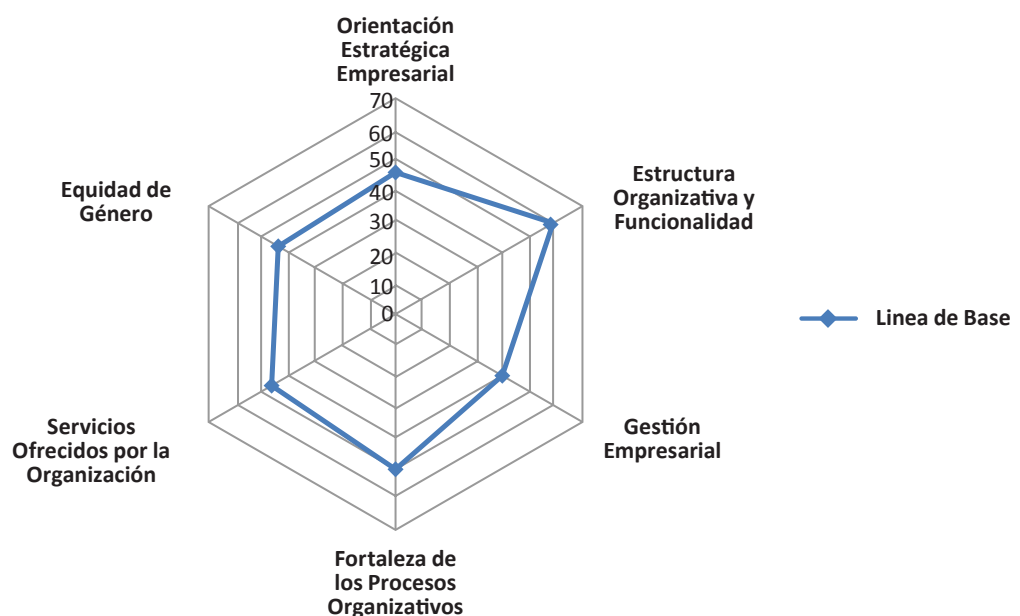 Orientación
Estratégica
Empresarial
70
60
50
40
30
20
10
0
Estructura
Organizativa y
Funcionalidad
Gestión
Empresarial
Fortaleza de
los Procesos
Organizativos
Servicios
Ofrecidos por la
Organización
Equidad de
Género
Linea de Base